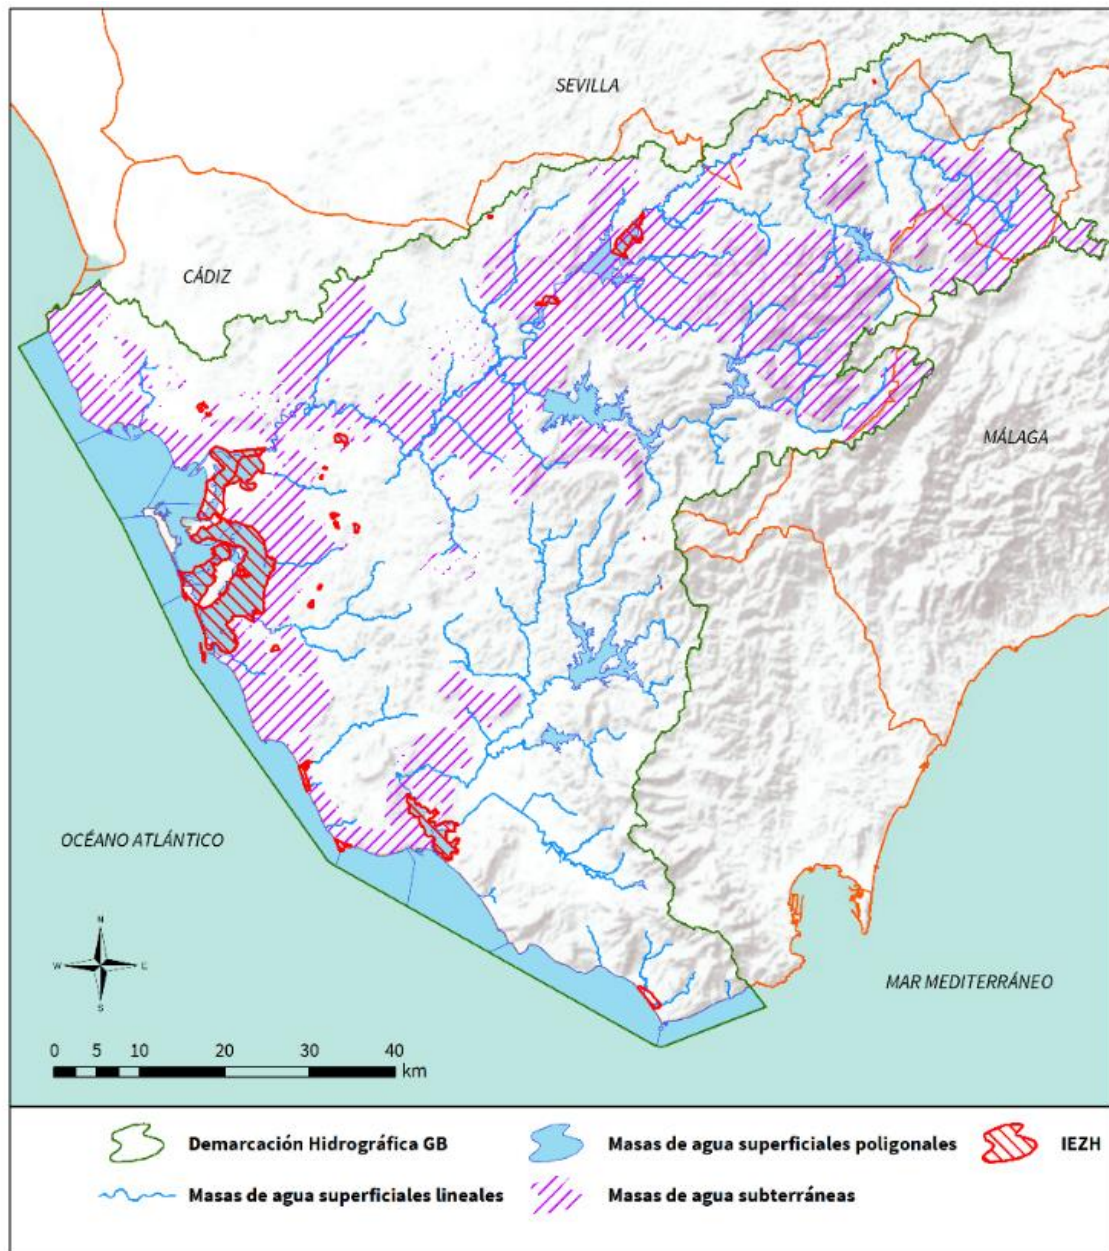 SEVILLA
CÁDIZ
MÁLAGA
OCÉANO ATLÁNTICO
N
W E
S
MAR MEDITERRÁNEO
0 5 10 20 30 40
km
Demarcación Hidrográfica GB
Masas de agua superficiales poligonales
IEZH
Masas de agua superficiales lineales
Masas de agua subterráneas